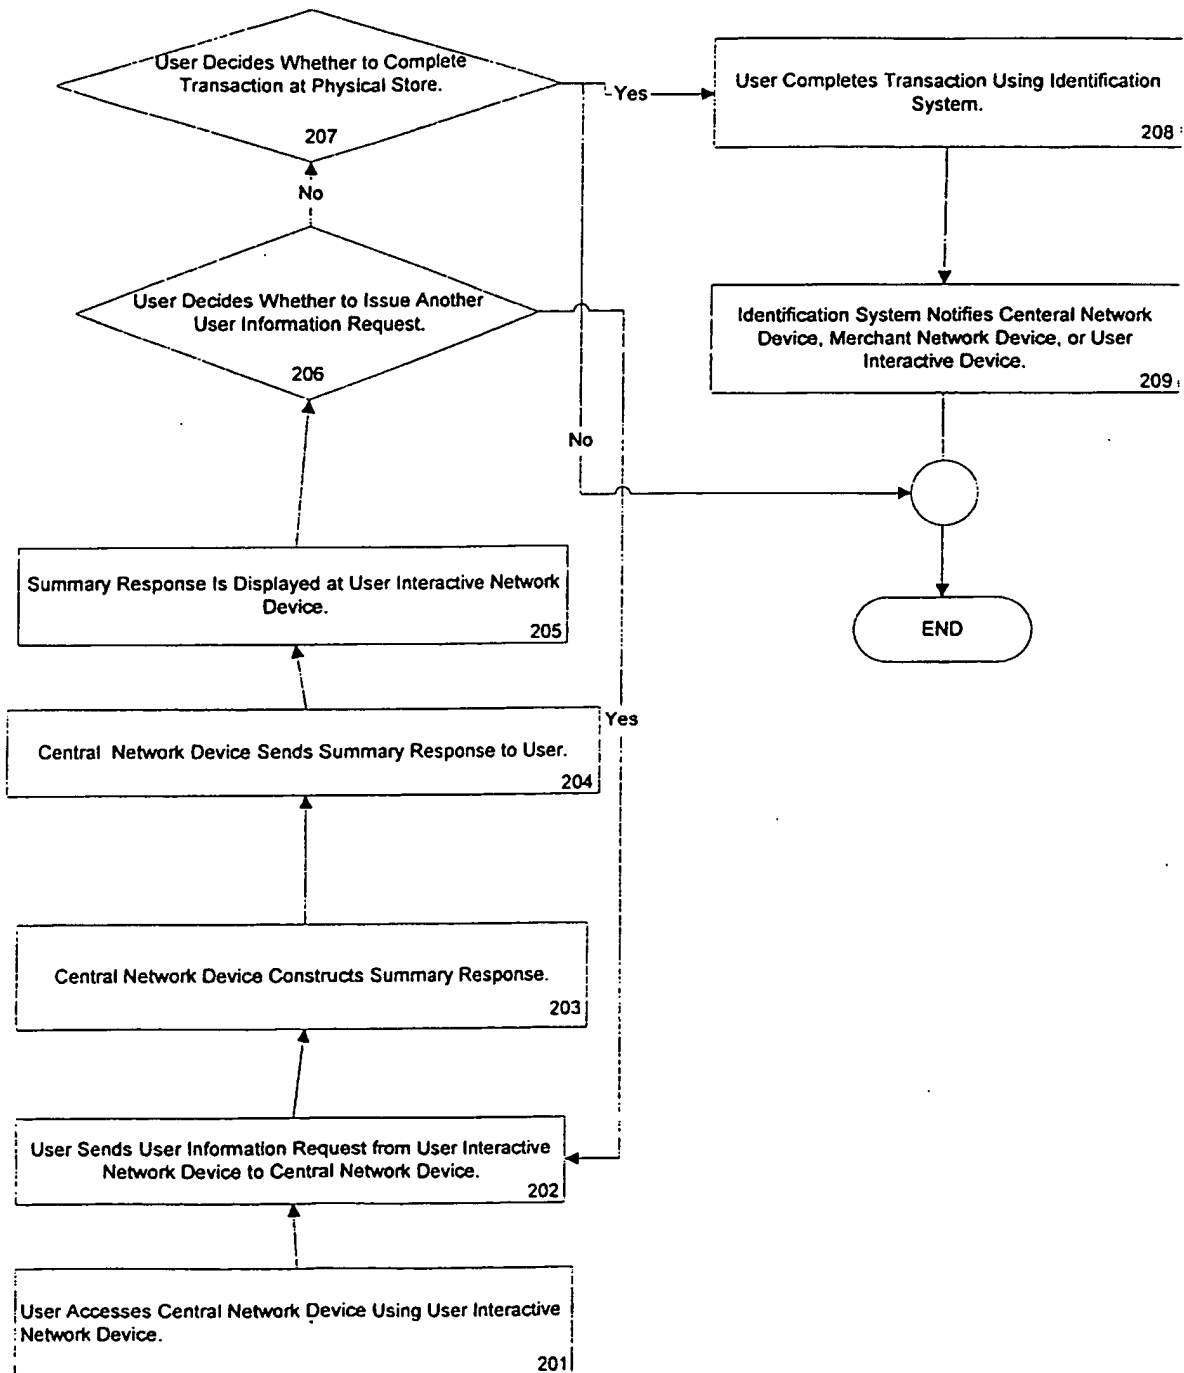 User Decides Whether to Complete
Transaction at Physical Store.
207
Yes
User Completes Transaction Using Identification
System.
208
No
User Decides Whether to Issue Another
User Information Request.
206
Identification System Notifies Centeral Network
Device, Merchant Network Device, or User
Interactive Device.
209
No
END
Summary Response Is Displayed at User Interactive Network
Device.
205
Yes
Central Network Device Sends Summary Response to User.
204
Central Network Device Constructs Summary Response.
203
User Sends User Information Request from User Interactive
Network Device to Central Network Device.
202
User Accesses Central Network Device Using User Interactive
Network Device.
201